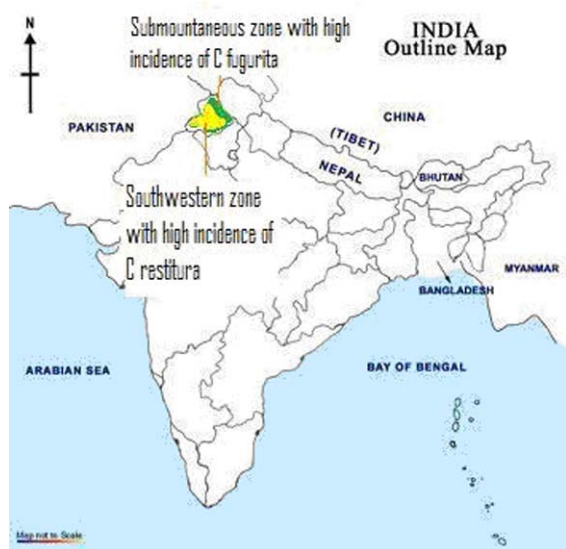 Submountaneous zone with high
incidence of C fugurita
INDIA
Outline Map
N
PAKISTAN
CHINA
(TIBET)
NEPAL
BHUTAN
Southwestern zone
with high incidence of
C restitura
MYANMAR
BANGLADESH
ARABIAN SEA
BAY OF BENGAL
Map not to Scale